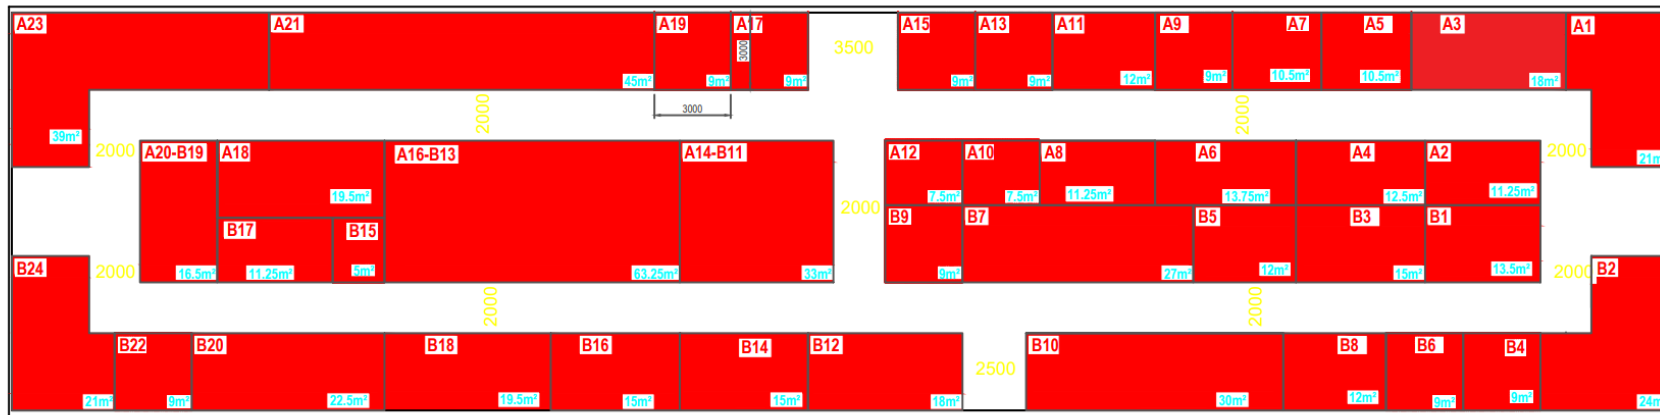 A23
A21
A19
A17
A15
A13
A11
A9
A7
A5
A3
A1
3500
3000
45m²
9m²
9m²
9m²
9m²
12m²
9m²
10.5m²
10.5m²
18m²
3000
2000
2000
39m²
2000
2000
21m
A20-B19
A18
A16-B13
A14-B11
A12
A10
A8
A6
A4
A2
19.5m²
7.5m²
7.5m²
11.25m²
13.75m²
12.5m²
11.25m²
2000
B17
B15
B9
B7
B5
B3
B1
B24
2000
16.5m²
11.25m²
5m²
63.25m²
33m²
9m²
27m²
12m²
15m²
13.5m²
2000
B2
2000
2000
B22
B20
B18
B16
B14
B12
B10
B8
B6
B4
2500
21m²
9m²
22.5m²
19.5m²
15m²
15m²
18m²
30m²
12m²
9m²
9m²
24m